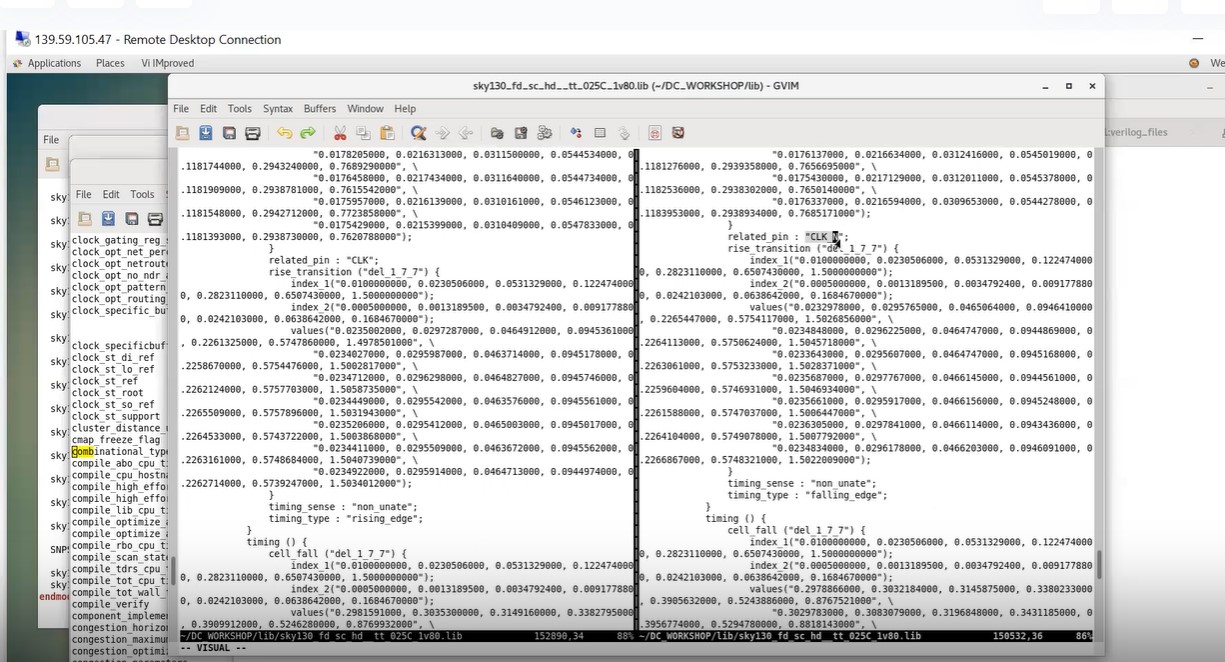 139.59.105.47 - Remote Desktop Connection
Applications Places Vi IMproved We
sky130_fd_sc_hd__tt_025C_1v80.lib (~/DC_WORKSHOP/lib) - GVIM
File Edit Tools Syntax Buffers Window Help
"0.0178205000, 0.0216313000, 0.0311500000, 0.0544534000, 0
.1181744000, 0.2943240000, 0.7689290000", \
"0.0176458000, 0.0217434000, 0.0311640000, 0.0544734000, 0
.1181909000, 0.2938781000, 0.7615542000", \
"0.0175957000, 0.0216139000, 0.0310161000, 0.0546123000, 0
.1181548000, 0.2942712000, 0.7723858000", \
"0.0175429000, 0.0215399000, 0.0310409000, 0.0547833000, 0
.1181393000, 0.2938730000, 0.7620788000");
}
related_pin : "CLK";
rise_transition ("del_1_7_7") {
index_1("0.0100000000, 0.0230506000, 0.0531329000, 0.122474000
0, 0.2823110000, 0.6507430000, 1.5000000000");
index_2("0.0005000000, 0.0013189500, 0.0034792400, 0.009177880
0, 0.0242103000, 0.0638642000, 0.1684670000");
values("0.0235002000, 0.0297287000, 0.0464912000, 0.0945361000
, 0.2261325000, 0.5747860000, 1.4978501000", \
"0.0234027000, 0.0295987000, 0.0463714000, 0.0945178000, 0
.2258670000, 0.5754476000, 1.5002817000", \
"0.0234712000, 0.0296298000, 0.0464827000, 0.0945746000, 0
.2262124000, 0.5757703000, 1.5058735000", \
"0.0234449000, 0.0295542000, 0.0463576000, 0.0945561000, 0
.2265509000, 0.5757896000, 1.5031943000", \
"0.0235206000, 0.0295412000, 0.0465003000, 0.0945017000, 0
.2264533000, 0.5743722000, 1.5003868000", \
"0.0234411000, 0.0295509000, 0.0463672000, 0.0945562000, 0
.2263161000, 0.5748684000, 1.5040739000", \
"0.0234922000, 0.0295914000, 0.0464713000, 0.0944974000, 0
.2262714000, 0.5739247000, 1.5034012000");
}
timing_sense : "non_unate";
timing_type : "rising_edge";
}
timing () {
cell_fall ("del_1_7_7") {
index_1("0.0100000000, 0.0230506000, 0.0531329000, 0.122474000
0, 0.2823110000, 0.6507430000, 1.5000000000");
index_2("0.0005000000, 0.0013189500, 0.0034792400, 0.009177880
0, 0.0242103000, 0.0638642000, 0.1684670000");
values("0.2981591000, 0.3035300000, 0.3149160000, 0.3382795000
, 0.3909912000, 0.5246280000, 0.8769932000", \
~/DC_WORKSHOP/lib/sky130_fd_sc_hd__tt_025C_1v80.lib 152890,34 88%
"0.0176137000, 0.0216634000, 0.0312416000, 0.0545019000, 0
.1181276000, 0.2939358000, 0.7656695000", \
"0.0175430000, 0.0217129000, 0.0312011000, 0.0545378000, 0
.1182536000, 0.2938302000, 0.7650140000", \
"0.0176337000, 0.0216594000, 0.0309653000, 0.0544278000, 0
.1183953000, 0.2938934000, 0.7685171000");
}
related_pin : "CLK
rise_transition ("del_1_7_7") {
index_1("0.0100000000, 0.0230506000, 0.0531329000, 0.122474000
0, 0.2823110000, 0.6507430000, 1.5000000000");
index_2("0.0005000000, 0.0013189500, 0.0034792400, 0.009177880
0, 0.0242103000, 0.0638642000, 0.1684670000");
values("0.0232978000, 0.0295765000, 0.0465064000, 0.0946410000
, 0.2265447000, 0.5754117000, 1.5026856000", \
"0.0234848000, 0.0296225000, 0.0464747000, 0.0944869000, 0
.2264113000, 0.5750624000, 1.5045718000", \
"0.0233643000, 0.0295607000, 0.0464747000, 0.0945168000, 0
.2263061000, 0.5753233000, 1.5028371000", \
"0.0235687000, 0.0297767000, 0.0466145000, 0.0944561000, 0
.2259604000, 0.5746931000, 1.5046934000", \
"0.0235661000, 0.0295917000, 0.0466156000, 0.0945248000, 0
.2261588000, 0.5747037000, 1.5006447000", \
"0.0236305000, 0.0297841000, 0.0466114000, 0.0943436000, 0
.2264104000, 0.5749078000, 1.5007792000", \
"0.0234834000, 0.0296178000, 0.0466203000, 0.0946091000, 0
.2266867000, 0.5748321000, 1.5022009000");
}
timing_sense : "non_unate";
timing_type : "falling_edge";
}
timing () {
cell_fall ("del_1_7_7") {
index_1("0.0100000000, 0.0230506000, 0.0531329000, 0.122474000
0, 0.2823110000, 0.6507430000, 1.5000000000");
index_2("0.0005000000, 0.0013189500, 0.0034792400, 0.009177880
0, 0.0242103000, 0.0638642000, 0.1684670000");
values("0.2978866000, 0.3032184000, 0.3145875000, 0.3380233000
, 0.3905632000, 0.5243886000, 0.8767521000", \
"0.3029783000, 0.3083079000, 0.3196848000, 0.3431185000, 0
.3956774000, 0.5294780000, 0.8818143000", \
~/DC_WORKSHOP/lib/sky130_fd_sc_hd__tt_025C_1v80.lib 150532,36 86%
-- VISUAL --
File
File Edit Tools
clock_gating_reg_
clock_opt_net_per
clock_opt_netrout
clock_opt_no_ndr_
clock_opt_pattern_
clock_opt_routing_
clock_specific_bu
clock_specificbuf
clock_st_di_ref
clock_st_lo_ref
clock_st_ref
clock_st_root
clock_st_so_ref
clock_st_support
cluster_distance_
cmap_freeze_flag
combinational_type
compile_abo_cpu_t
compile_cpu_hostna
compile_high_effo
compile_high_effo
compile_lib_cpu_t
compile_optimize_
compile_optimize_
compile_rbo_cpu_t
compile_scan_stat
compile_tdrs_cpu_
compile_tot_cpu_t
compile_tot_wall_
compile_verify
component_implemen
congestion_horizo
congestion_maximu
congestion_optimi
sky
SNPS
sky
endmo
l:verilog_files